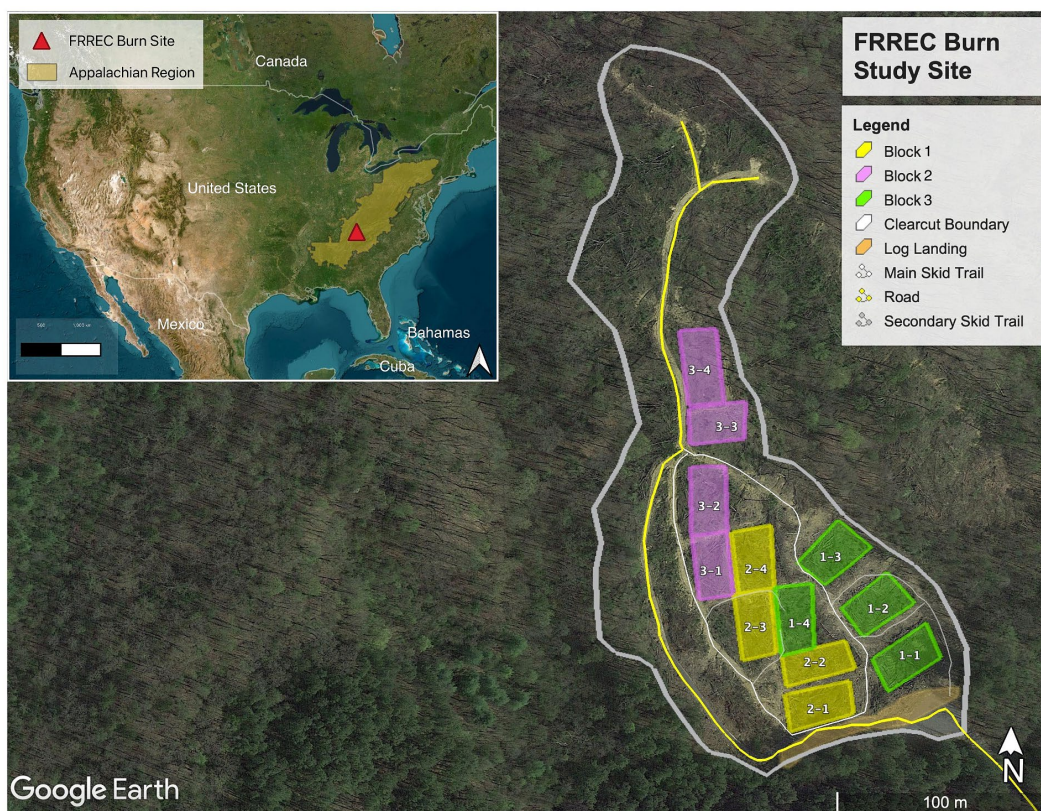 FRREC Burn Site
Appalachian Region
Canada
United States
Mexico
Bahamas
Cuba
FRREC Burn
Study Site
Legend
Block 1
Block 2
Block 3
Clearcut Boundary
Log Landing
Main Skid Trail
Road
Secondary Skid Trail
3-4
3-3
3-2
3-1
2-4
1-3
2-3
1-4
1-2
2-2
1-1
2-1
N
Google Earth
100 m